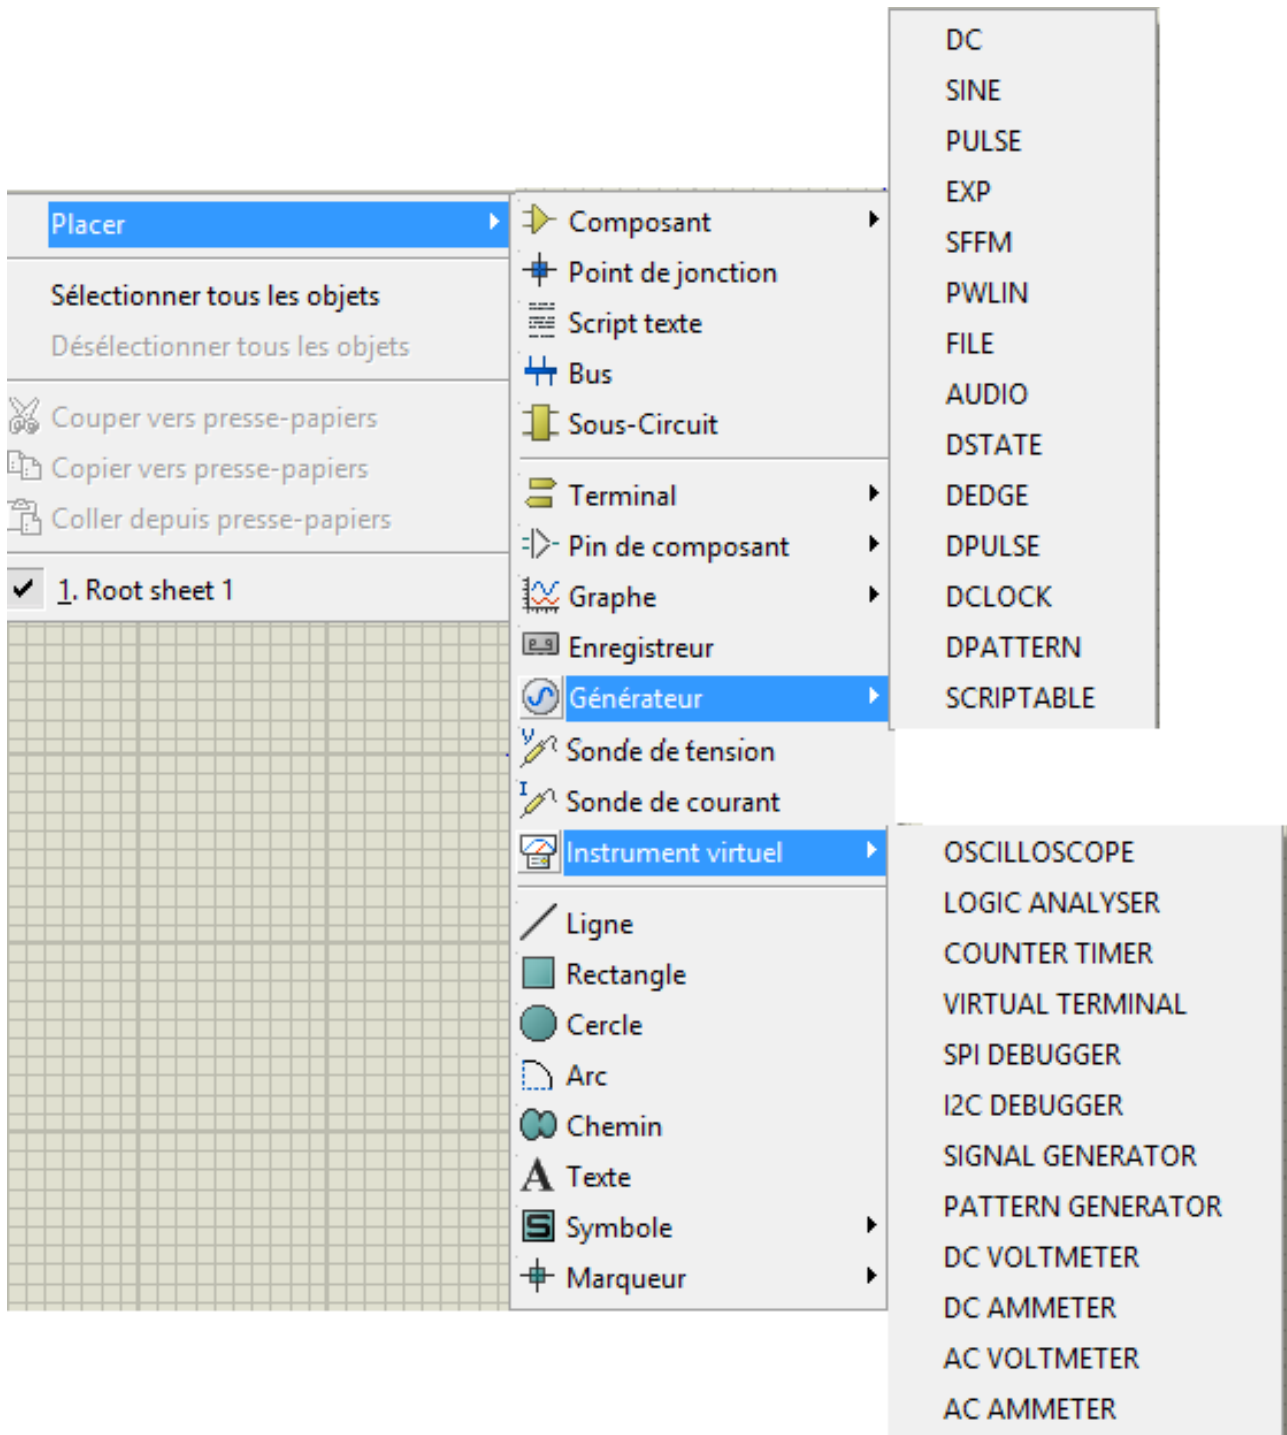 Placer
Sélectionner tous les objets
Désélectionner tous les objets
Couper vers presse-papiers
Copier vers presse-papiers
Coller depuis presse-papiers
1. Root sheet 1
Composant
Point de jonction
Script texte
Bus
Sous-Circuit
Terminal
Pin de composant
Graphe
Enregistreur
Générateur
Sonde de tension
Sonde de courant
Instrument virtuel
Ligne
Rectangle
Cercle
Arc
Chemin
Texte
Symbole
Marqueur
DC
SINE
PULSE
EXP
SFFM
PWLIN
FILE
AUDIO
DSTATE
DEDGE
DPULSE
DCLOCK
DPATTERN
SCRIPTABLE
OSCILLOSCOPE
LOGIC ANALYSER
COUNTER TIMER
VIRTUAL TERMINAL
SPI DEBUGGER
I2C DEBUGGER
SIGNAL GENERATOR
PATTERN GENERATOR
DC VOLTMETER
DC AMMETER
AC VOLTMETER
AC AMMETER